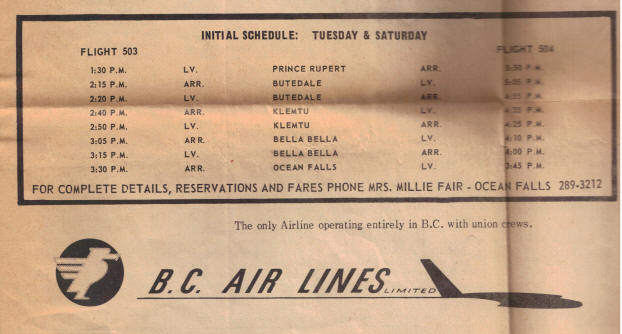 INITIAL SCHEDULE: TUESDAY & SATURDAY
FLIGHT 503 FLIGHT 504
1:30 P.M. LV. PRINCE RUPERT ARR. 5:50 P.M.
2:15 P.M. ARR. BUTEDALE LV. 5:05 P.M.
2:20 P.M. LV. BUTEDALE ARR. P.M.
2:40 P.M. ARR. KLEMTU LV. P.M.
2:50 P.M. LV. KLEMTU ARR. 4:25 P.M.
3:05 P.M. ARR. BELLA BELLA LV. 4:10 P.M.
3:15 P.M. LV. BELLA BELLA ARR. 4:00 P.M.
3:30 P.M. ARR. OCEAN FALLS LV. 3:45 P.M.
FOR COMPLETE DETAILS, RESERVATIONS AND FARES PHONE MRS. MILLIE FAIR - OCEAN FALLS 289-3212
The only Airline operating entirely in B.C. with union crews.
B.C. AIR LINES LIMITED